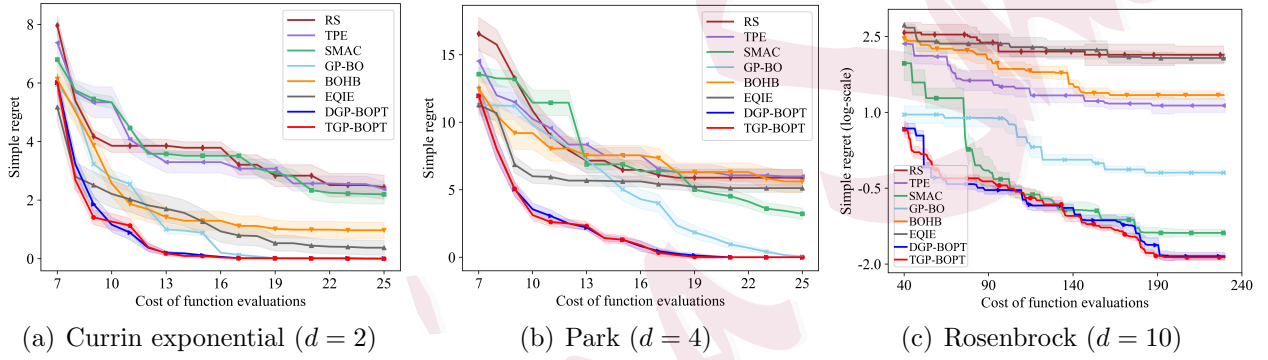 8
6
4
2
0
Simple regret
7
10
13
16
19
22
25
Cost of function evaluations
RS
TPE
SMAC
GP-BO
BOHB
EQIE
DGP-BOPT
TGP-BOPT
(a) Currin exponential (d = 2)
15
10
5
0
Simple regret
7
10
13
16
19
22
25
Cost of function evaluations
RS
TPE
SMAC
GP-BO
BOHB
EQIE
DGP-BOPT
TGP-BOPT
(b) Park (d = 4)
2.5
1.0
-0.5
-2.0
Simple regret (log-scale)
40
90
140
190
240
Cost of function evaluations
RS
TPE
SMAC
GP-BO
BOHB
EQIE
DGP-BOPT
TGP-BOPT
(c) Rosenbrock (d = 10)